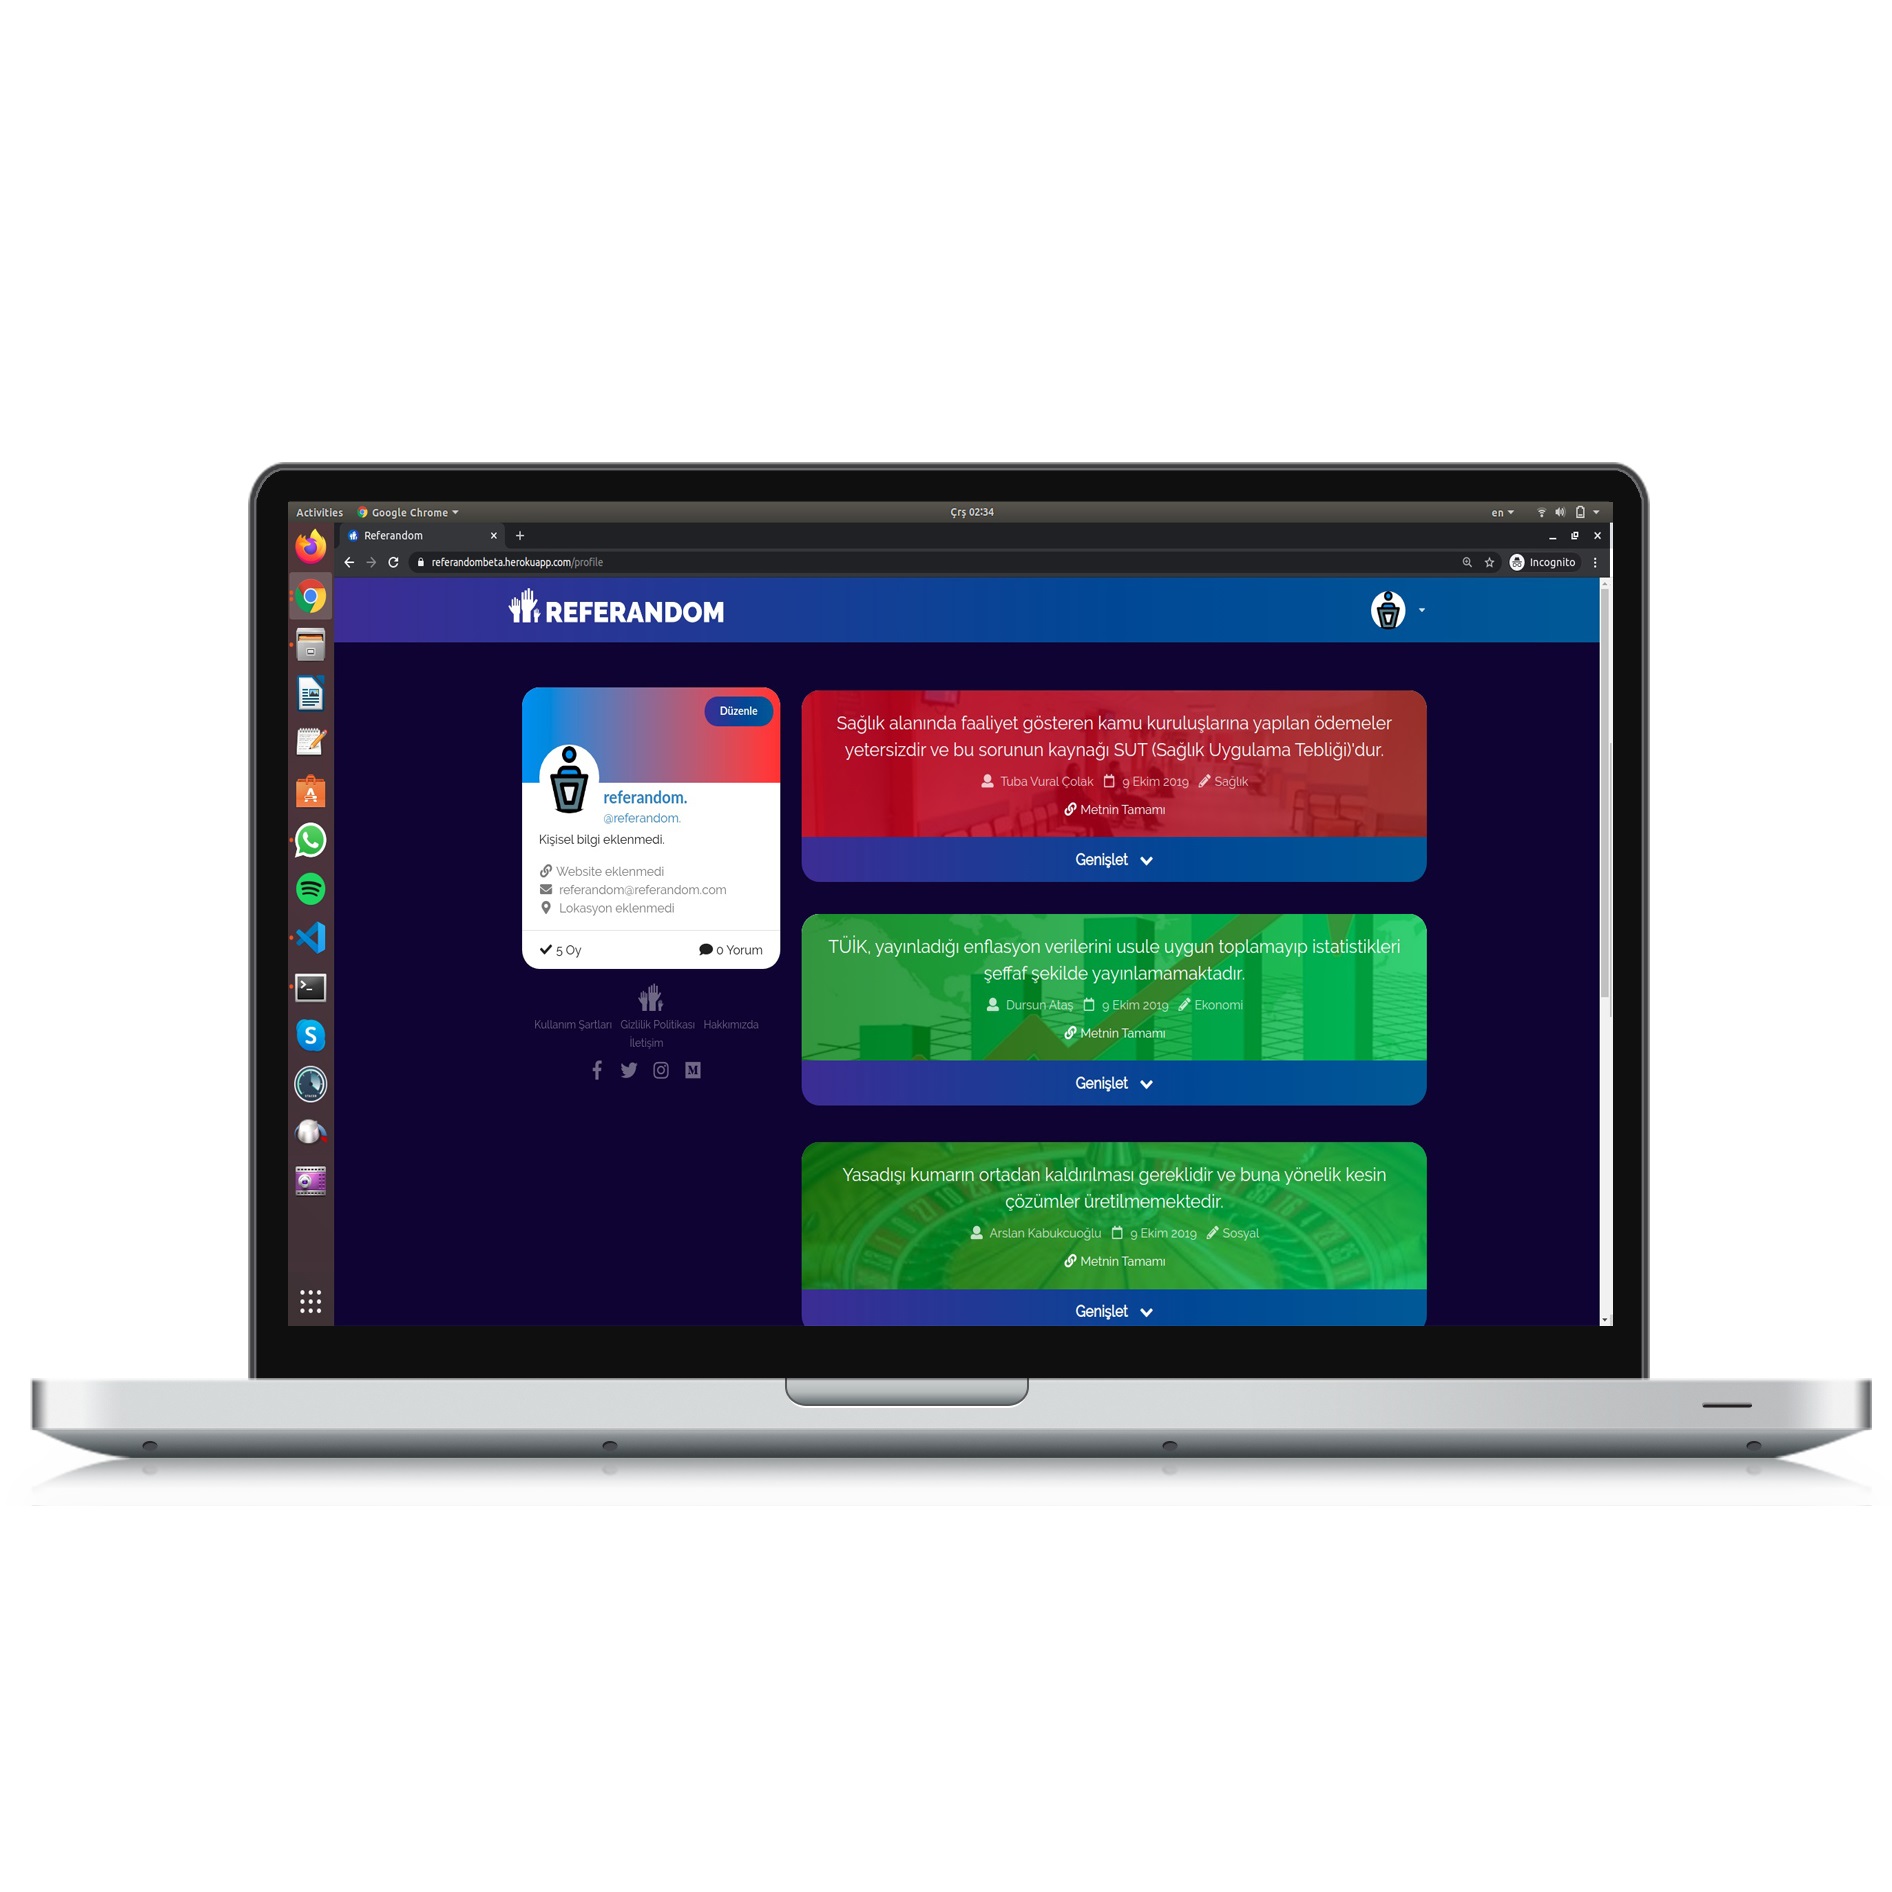 Activities Google Chrome Çrş 02:34 en
Referandom
referandombeta.herokuapp.com/profile Incognito
REFERANDOM
Düzenle
referandom.
@referandom.
Kişisel bilgi eklenmedi.
Website eklenmedi
referandom@referandom.com
Lokasyon eklenmedi
5 Oy 0 Yorum
Kullanım Şartları Gizlilik Politikası Hakkımızda
İletişim
Sağlık alanında faaliyet gösteren kamu kuruluşlarına yapılan ödemeler
yetersizdir ve bu sorunun kaynağı SUT (Sağlık Uygulama Tebliği)'dur.
Tuba Vural Çolak 9 Ekim 2019 Sağlık
Metnin Tamamı
Genişlet
TÜİK, yayınladığı enflasyon verilerini usule uygun toplamayıp istatistikleri
şeffaf şekilde yayınlamamaktadır.
Dursun Ataş 9 Ekim 2019 Ekonomi
Metnin Tamamı
Genişlet
Yasadışı kumarın ortadan kaldırılması gereklidir ve buna yönelik kesin
çözümler üretilmemektedir.
Arslan Kabukcuoğlu 9 Ekim 2019 Sosyal
Metnin Tamamı
Genişlet